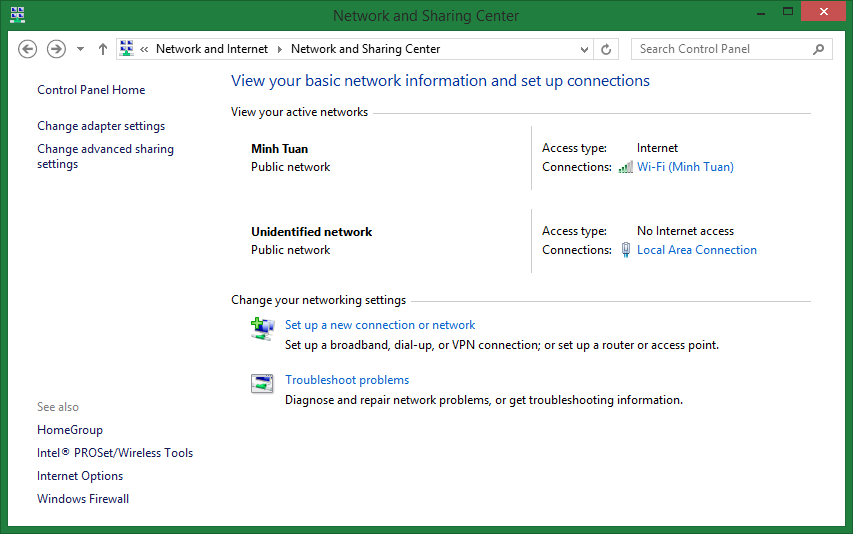 Network and Sharing Center
« Network and Internet Network and Sharing Center
Search Control Panel
Control Panel Home
Change adapter settings
Change advanced sharing
settings
View your basic network information and set up connections
View your active networks
Minh Tuan
Public network
Access type: Internet
Connections: Wi-Fi (Minh Tuan)
Unidentified network
Public network
Access type: No Internet access
Connections: Local Area Connection
Change your networking settings
Set up a new connection or network
Set up a broadband, dial-up, or VPN connection; or set up a router or access point.
Troubleshoot problems
Diagnose and repair network problems, or get troubleshooting information.
See also
HomeGroup
Intel® PROSet/Wireless Tools
Internet Options
Windows Firewall